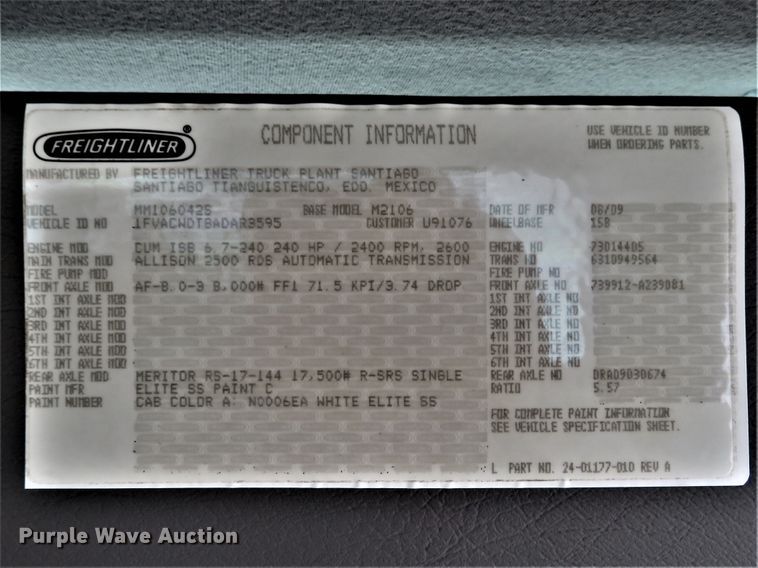 FREIGHTLINER ®
COMPONENT INFORMATION
USE VEHICLE ID NUMBER
WHEN ORDERING PARTS.
MANUFACTURED BY FREIGHTLINER TRUCK PLANT SANTIAGO
SANTIAGO TIANGUISTENCO, EDO. MEXICO
MODEL MM106042S BASE MODEL M2106 DATE OF MFR 08/09
VEHICLE ID NO 1FVACWDT8ADAR3595 CUSTOMER U91076 WHEELBASE 158
ENGINE MOD CUM ISB 6.7-240 240 HP / 2400 RPM, 2600 ENGINE NO 73014405
MAIN TRANS MOD ALLISON 2500 RDS AUTOMATIC TRANSMISSION TRANS NO 6310949564
FIRE PUMP MOD FIRE PUMP NO
FRONT AXLE MOD AF-8.0-3 8,000# FF1 71.5 KPI/3.74 DROP FRONT AXLE NO 739912-A239081
1ST INT AXLE MOD 1ST INT AXLE NO
2ND INT AXLE MOD 2ND INT AXLE NO
3RD INT AXLE MOD 3RD INT AXLE NO
4TH INT AXLE MOD 4TH INT AXLE NO
5TH INT AXLE MOD 5TH INT AXLE NO
6TH INT AXLE MOD 6TH INT AXLE NO
REAR AXLE MOD MERITOR RS-17-144 17,500# R-SRS SINGLE REAR AXLE NO DRA09030674
PAINT MFR ELITE SS PAINT C RATIO 5.57
PAINT NUMBER CAB COLOR A: N0006EA WHITE ELITE SS
FOR COMPLETE PAINT INFORMATION
SEE VEHICLE SPECIFICATION SHEET.
L PART NO. 24-01177-010 REV A
Purple Wave Auction